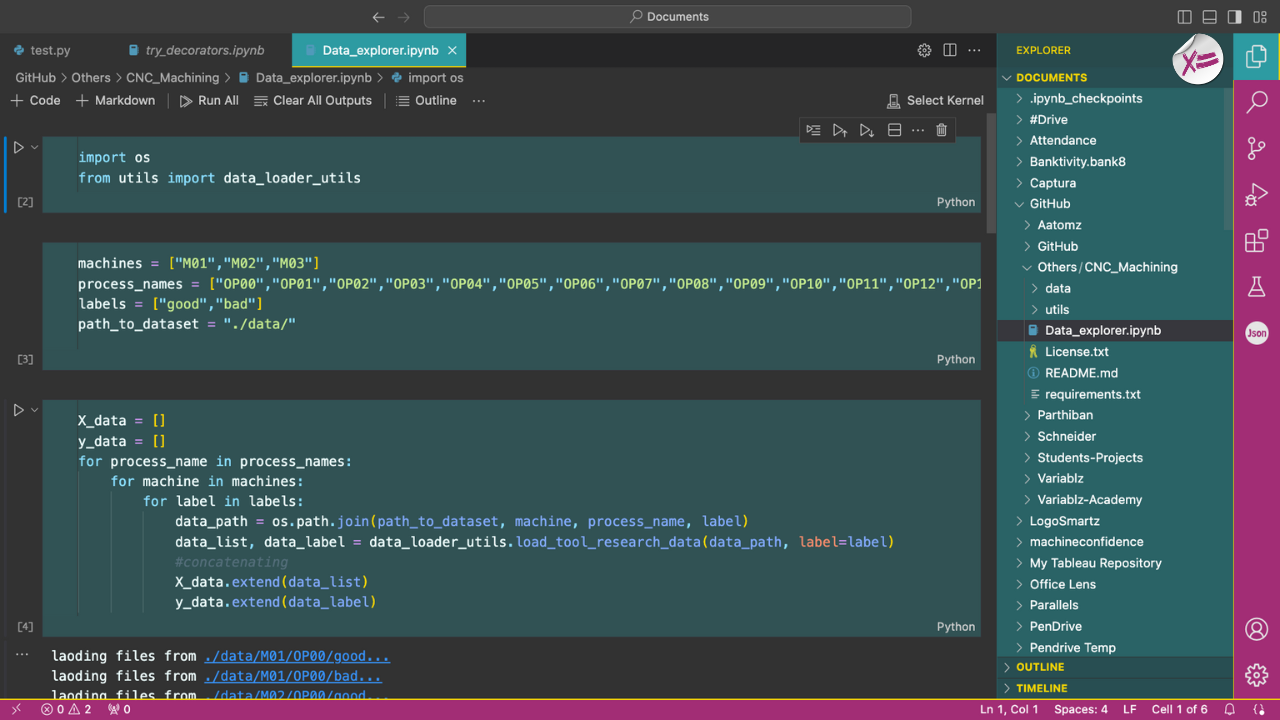 Documents
test.py
try_decorators.ipynb
Data_explorer.ipynb
GitHub > Others > CNC_Machining > Data_explorer.ipynb > import os
+ Code + Markdown Run All Clear All Outputs Outline ...
Select Kernel
import os
from utils import data_loader_utils
[2]
Python
machines = ["M01","M02","M03"]
process_names = ["OP00","OP01","OP02","OP03","OP04","OP05","OP06","OP07","OP08","OP09","OP10","OP11","OP12","OP1
labels = ["good","bad"]
path_to_dataset = "./data/"
[3]
Python
X_data = []
y_data = []
for process_name in process_names:
for machine in machines:
for label in labels:
data_path = os.path.join(path_to_dataset, machine, process_name, label)
data_list, data_label = data_loader_utils.load_tool_research_data(data_path, label=label)
#concatenating
X_data.extend(data_list)
y_data.extend(data_label)
[4]
Python
laoding files from ./data/M01/OP00/good...
laoding files from ./data/M01/OP00/bad...
laoding files from ./data/M02/OP00/good...
EXPLORER
X=
DOCUMENTS
.ipynb_checkpoints
#Drive
Attendance
Banktivity.bank8
Captura
GitHub
Aatomz
GitHub
Others/CNC_Machining
data
utils
Data_explorer.ipynb
License.txt
README.md
requirements.txt
Parthiban
Schneider
Students-Projects
Variablz
Variablz-Academy
LogoSmartz
machineconfidence
My Tableau Repository
Office Lens
Parallels
PenDrive
Pendrive Temp
OUTLINE
TIMELINE
Json
0 2 0
Ln 1, Col 1 Spaces: 4 LF Cell 1 of 6